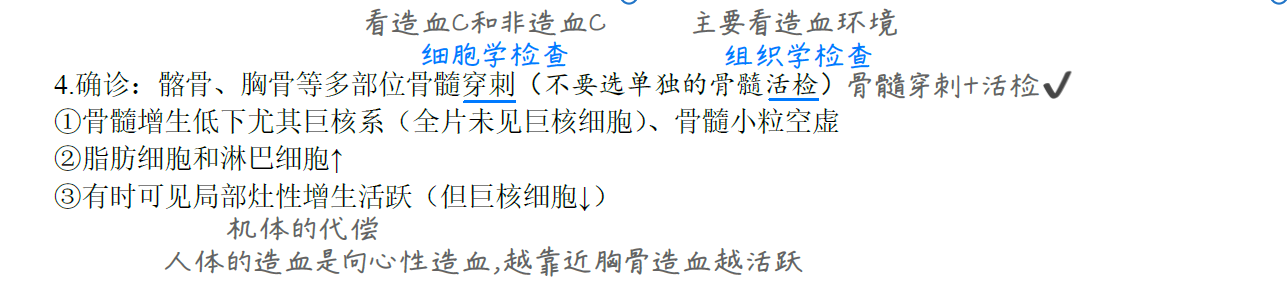 看造血C和非造血C 主要看造血环境
细胞学检查 组织学检查
4.确诊：髂骨、胸骨等多部位骨髓穿刺（不要选单独的骨髓活检）骨髓穿刺+活检✔
①骨髓增生低下尤其巨核系（全片未见巨核细胞）、骨髓小粒空虚
②脂肪细胞和淋巴细胞↑
③有时可见局部灶性增生活跃（但巨核细胞↓）
机体的代偿
人体的造血是向心性造血,越靠近胸骨造血越活跃